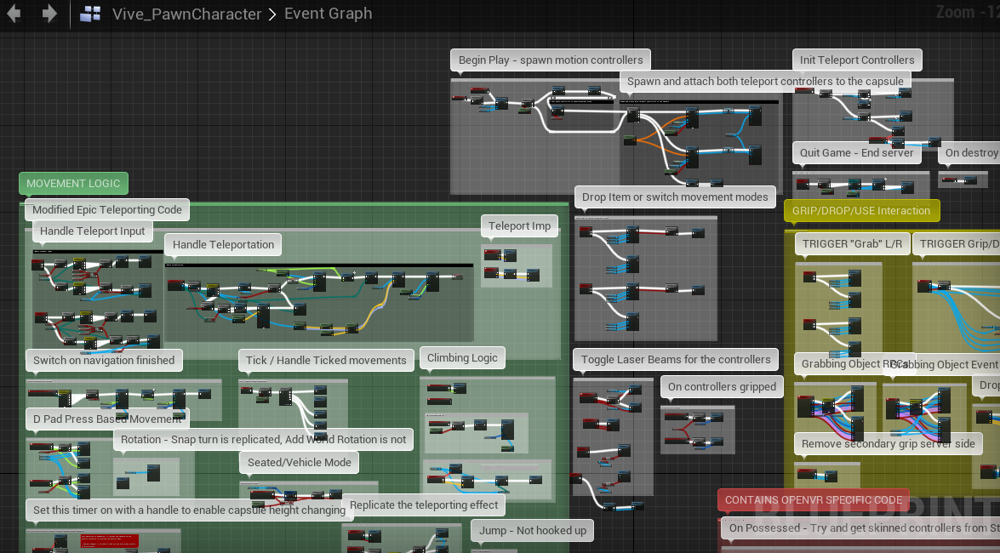 Vive_PawnCharacter > Event Graph
Zoom -12
Begin Play - spawn motion controllers
Init Teleport Controllers
Spawn and attach both teleport controllers to the capsule
Quit Game - End server
On destroy
MOVEMENT LOGIC
Drop Item or switch movement modes
Modified Epic Teleporting Code
GRIP/DROP/USE Interaction
Handle Teleport Input
Teleport Imp
Handle Teleportation
TRIGGER "Grab" L/R
TRIGGER Grip/D
Switch on navigation finished
Tick / Handle Ticked movements
Climbing Logic
Toggle Laser Beams for the controllers
Grabbing Object RPCs
Grabbing Object Event
On controllers gripped
Drop
D Pad Press Based Movement
Rotation - Snap turn is replicated, Add World Rotation is not
Remove secondary grip server side
Seated/Vehicle Mode
CONTAINS OPENVR SPECIFIC CODE
Set this timer on with a handle to enable capsule height changing
Replicate the teleporting effect
BLUEPRINT
Jump - Not hooked up
On Possessed - Try and get skinned controllers from St